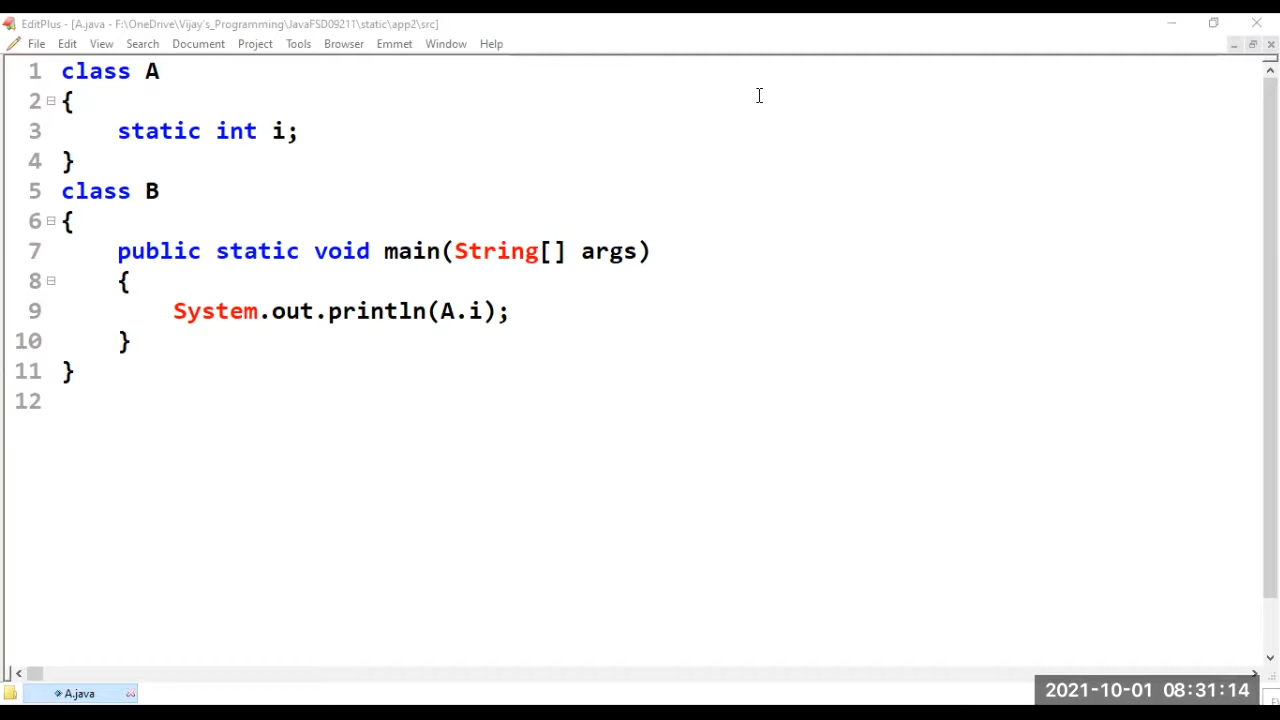 EditPlus - [A.java - F:\OneDrive\Vijay's_Programming\JavaFSD09211\static\app2\src]
File Edit View Search Document Project Tools Browser Emmet Window Help
1 class A
2 {
3 static int i;
4 }
5 class B
6 {
7 public static void main(String[] args)
8 {
9 System.out.println(A.i);
10 }
11 }
12
A.java
2021-10-01 08:31:14